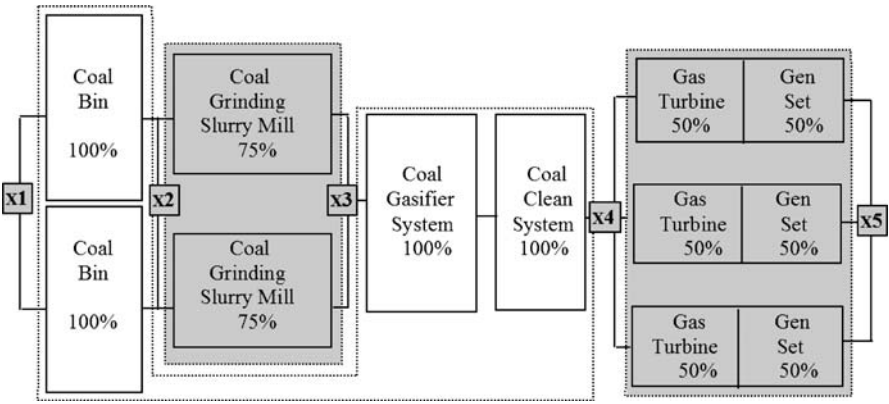 Coal
Bin
100%
Coal
Grinding
Slurry Mill
75%
Gas
Turbine
50%
Gen
Set
50%
x1
x2
x3
Coal
Gasifier
System
100%
Coal
Clean
System
100%
x4
Gas
Turbine
50%
Gen
Set
50%
x5
Coal
Bin
100%
Coal
Grinding
Slurry Mill
75%
Gas
Turbine
50%
Gen
Set
50%